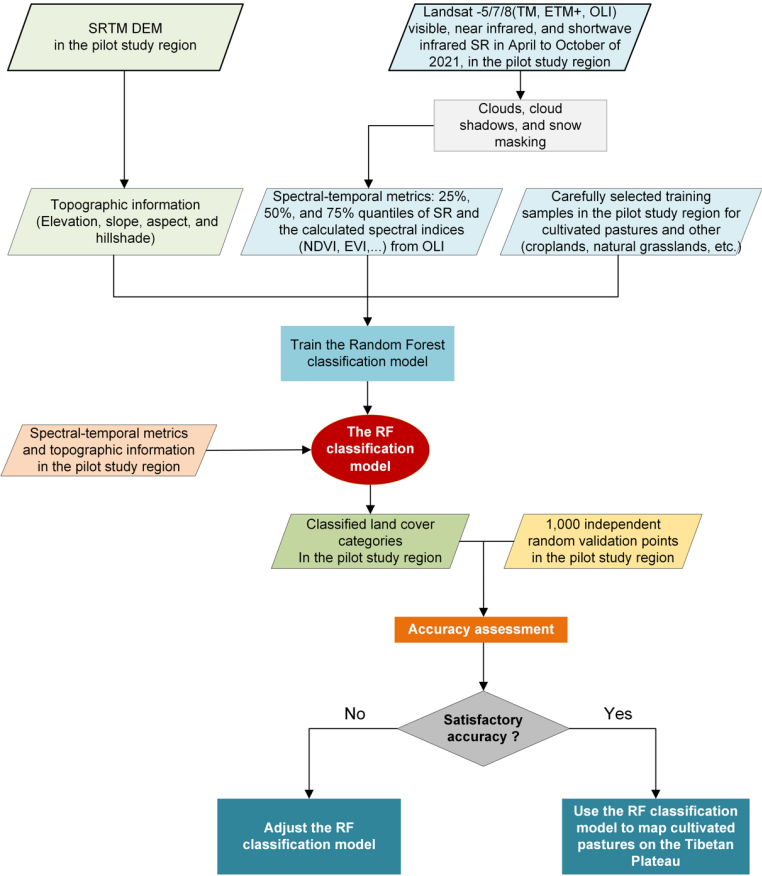 SRTM DEM
in the pilot study region
Landsat -5/7/8(TM, ETM+, OLI)
visible, near infrared, and shortwave
infrared SR in April to October of
2021, in the pilot study region
Clouds, cloud
shadows, and snow
masking
Topographic information
(Elevation, slope, aspect, and
hillshade)
Spectral-temporal metrics: 25%,
50%, and 75% quantiles of SR and
the calculated spectral indices
(NDVI, EVI,...) from OLI
Carefully selected training
samples in the pilot study region for
cultivated pastures and other
(croplands, natural grasslands, etc.)
Train the Random Forest
classification model
Spectral-temporal metrics
and topographic information
in the pilot study region
The RF
classification
model
Classified land cover
categories
In the pilot study region
1,000 independent
random validation points
in the pilot study region
Accuracy assessment
Satisfactory
accuracy ?
No
Yes
Adjust the RF
classification model
Use the RF classification
model to map cultivated
pastures on the Tibetan
Plateau